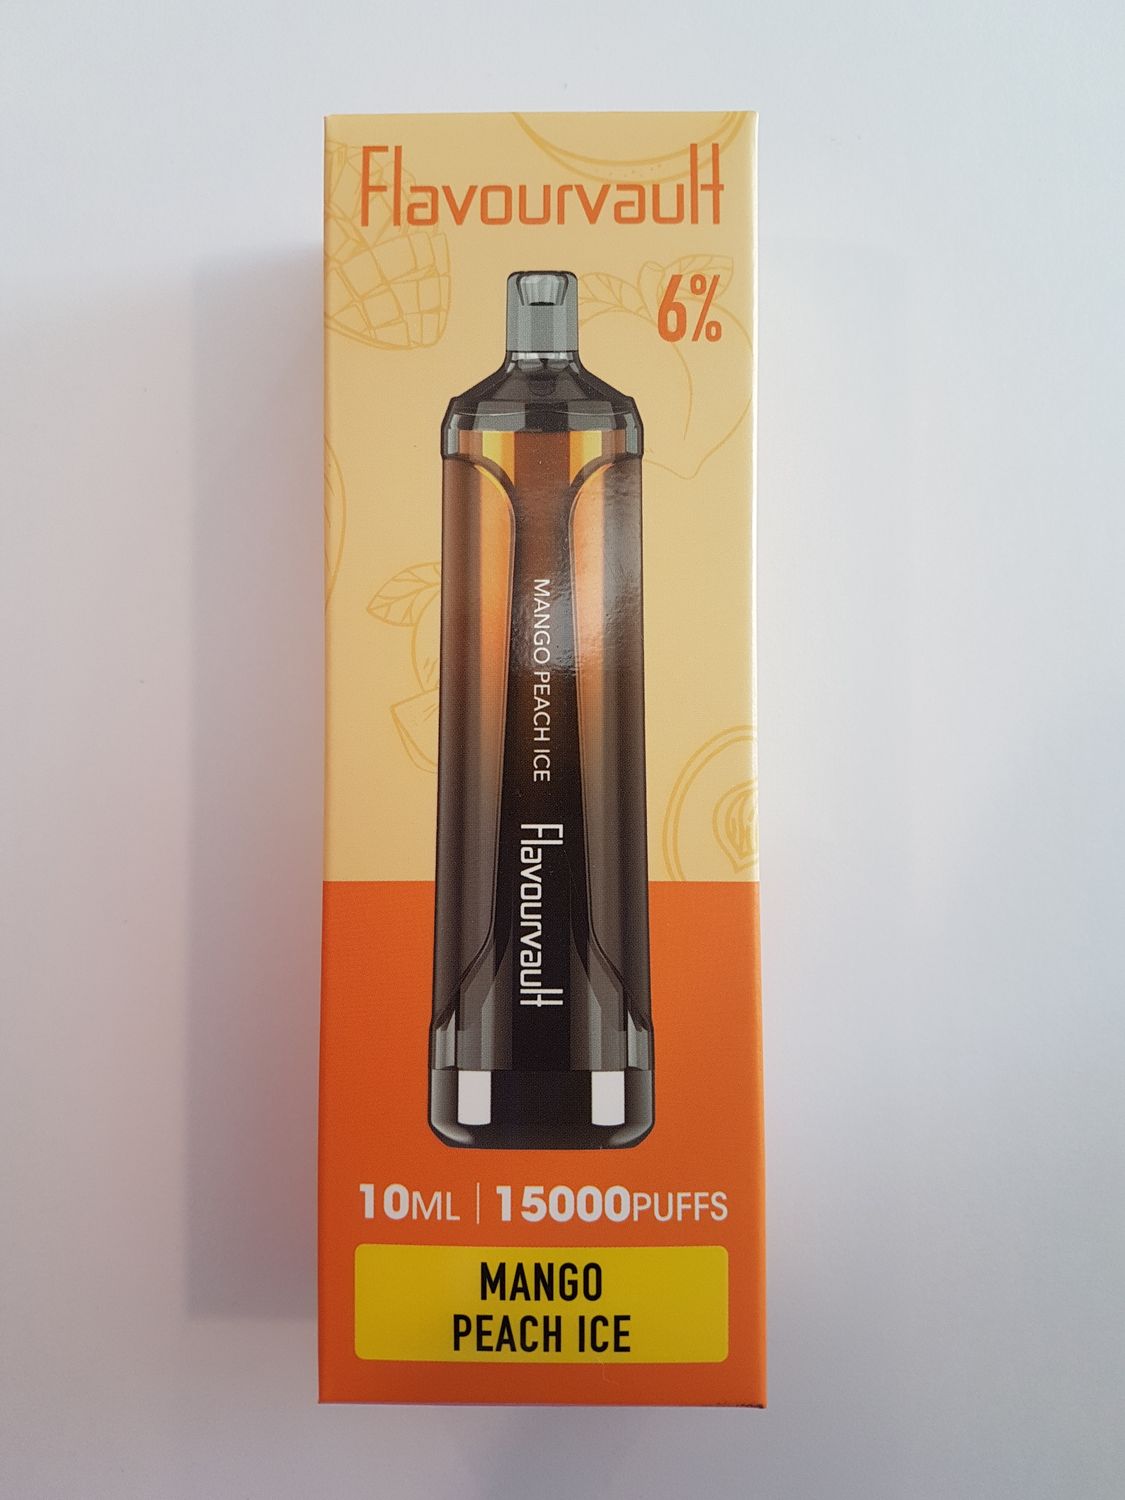 Flavourvault
6%
MANGO PEACH ICE
Flavourvault
10ML | 15000PUFFS
MANGO
PEACH ICE